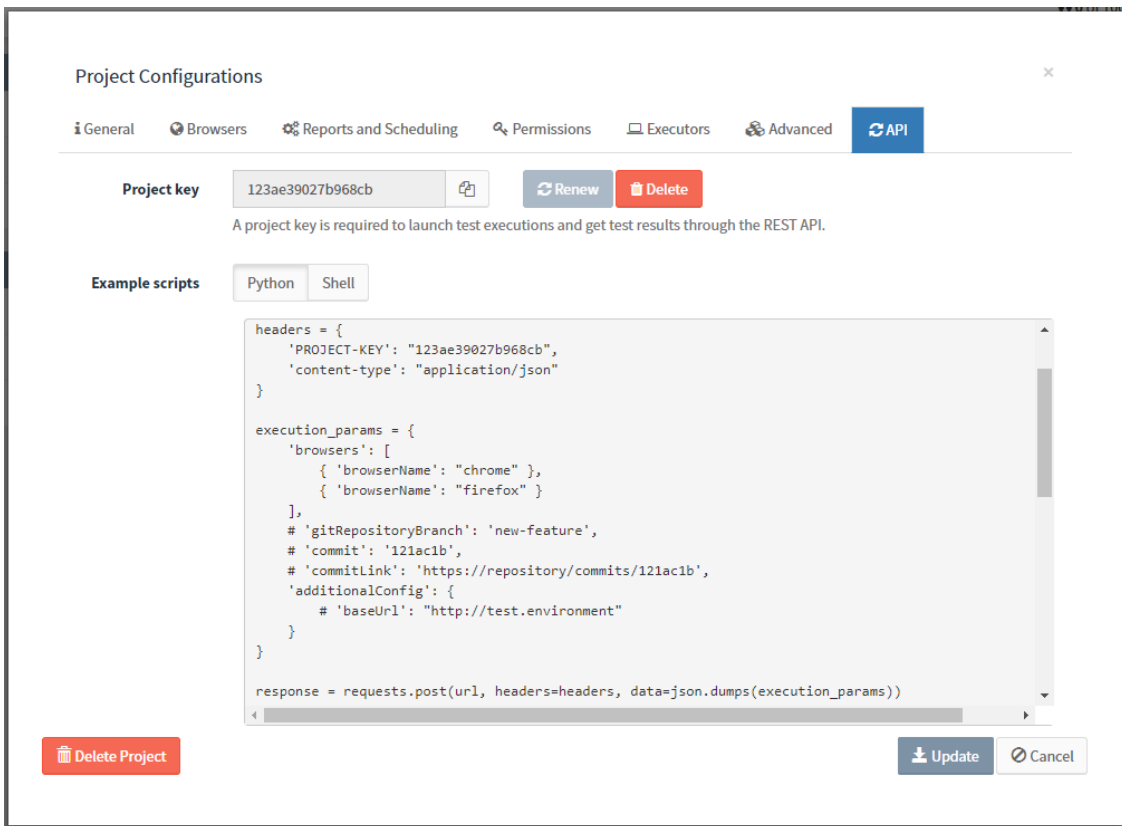 Project Configurations
×
General Browsers Reports and Scheduling Permissions Executors Advanced API
Project key 123ae39027b968cb Renew Delete
A project key is required to launch test executions and get test results through the REST API.
Example scripts Python Shell
headers = {
    'PROJECT-KEY': "123ae39027b968cb",
    'content-type': "application/json"
}
execution_params = {
    'browsers': [
        { 'browserName': "chrome" },
        { 'browserName': "firefox" }
    ],
    # 'gitRepositoryBranch': 'new-feature',
    # 'commit': '121ac1b',
    # 'commitLink': 'https://repository/commits/121ac1b',
    'additionalConfig': {
        # 'baseUrl': "http://test.environment"
    }
}
response = requests.post(url, headers=headers, data=json.dumps(execution_params))
Delete Project Update Cancel